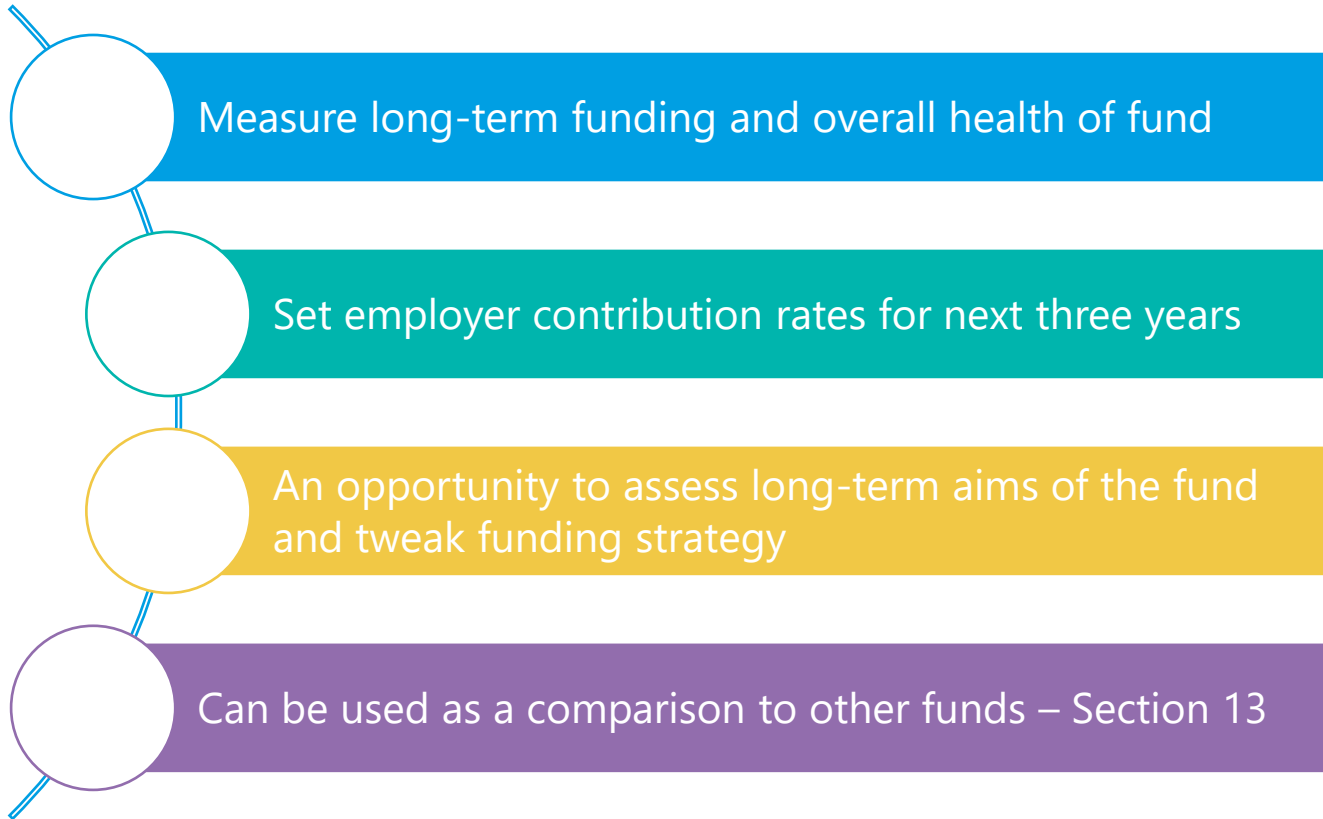 Measure long-term funding and overall health of fund
Set employer contribution rates for next three years
An opportunity to assess long-term aims of the fund
and tweak funding strategy
Can be used as a comparison to other funds – Section 13